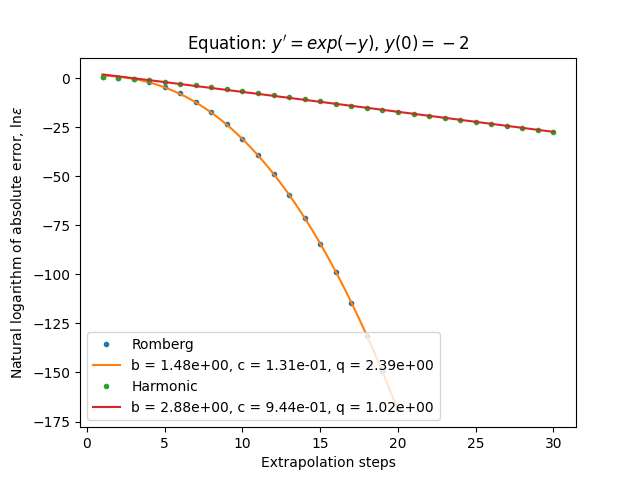 Equation: y′ = exp(−y), y(0) = −2
Natural logarithm of absolute error, lnε
0
−25
−50
−75
−100
−125
−150
−175
Romberg
b = 1.48e+00, c = 1.31e-01, q = 2.39e+00
Harmonic
b = 2.88e+00, c = 9.44e-01, q = 1.02e+00
0 5 10 15 20 25 30
Extrapolation steps